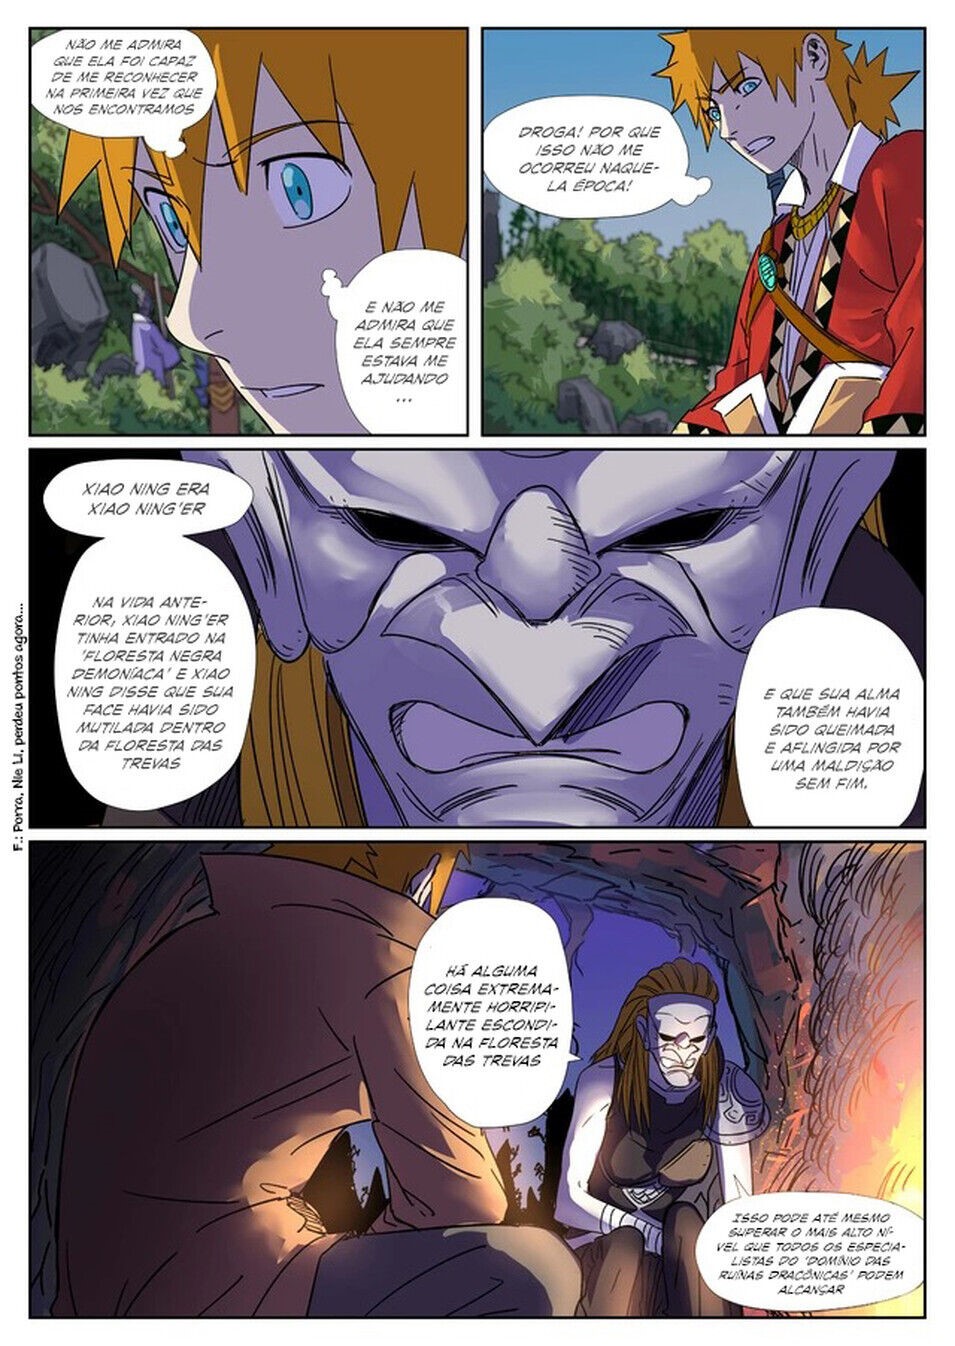 NÃO ME ADMIRA
QUE ELA FOI CAPAZ
DE ME RECONHECER
NA PRIMEIRA VEZ QUE
NOS ENCONTRAMOS
E NÃO ME
ADMIRA QUE
ELA SEMPRE
ESTAVA ME
AJUDANDO
...
DROGA! POR QUE
ISSO NÃO ME
OCORREU NAQUE-
LA ÉPOCA!
XIAO NING ERA
XIAO NING'ER
NA VIDA ANTE-
RIOR, XIAO NING'ER
TINHA ENTRADO NA
'FLORESTA NEGRA
DEMONÍACA' E XIAO
NING DISSE QUE SUA
FACE HAVIA SIDO
MUTILADA DENTRO
DA FLORESTA DAS
TREVAS
E QUE SUA ALMA
TAMBÉM HAVIA
SIDO QUEIMADA
E AFLINGIDA POR
UMA MALDIÇÃO
SEM FIM.
F.: Porra, Nie Li, perdeu pontos agora...
HÁ ALGUMA
COISA EXTREMA-
MENTE HORRIPI-
LANTE ESCONDI-
DA NA FLORESTA
DAS TREVAS
ISSO PODE ATÉ MESMO
SUPERAR O MAIS ALTO NÍ-
VEL QUE TODOS OS ESPECIA-
LISTAS DO 'DOMÍNIO DAS
RUÍNAS DRACÔNICAS' PODEM
ALCANÇAR